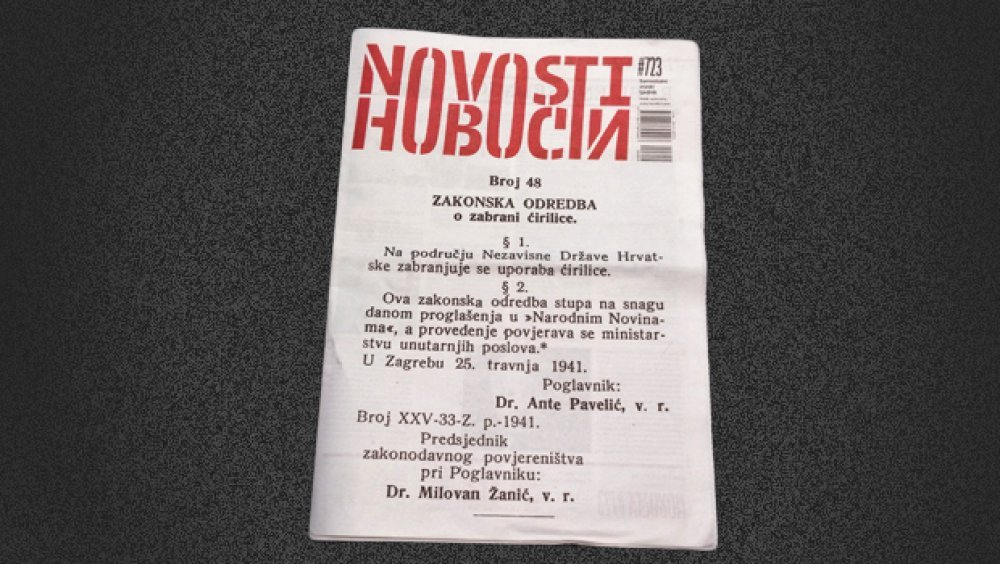 NOVOSTI
НОВОСТИ
#723
Broj 48
ZAKONSKA ODREDBA
o zabrani ćirilice.
§ 1.
Na području Nezavisne Države Hrvat-
ske zabranjuje se uporaba ćirilice.
§ 2.
Ova zakonska odredba stupa na snagu
danom proglašenja u »Narodnim Novina-
ma«, a provedenje povjerava se ministar-
stvu unutarnjih poslova.*
U Zagrebu 25. travnja 1941.
Poglavnik:
Dr. Ante Pavelić, v. r.
Broj XXV-33-Z. p.-1941.
Predsjednik
zakonodavnog povjereništva
pri Poglavniku:
Dr. Milovan Žanić, v. r.